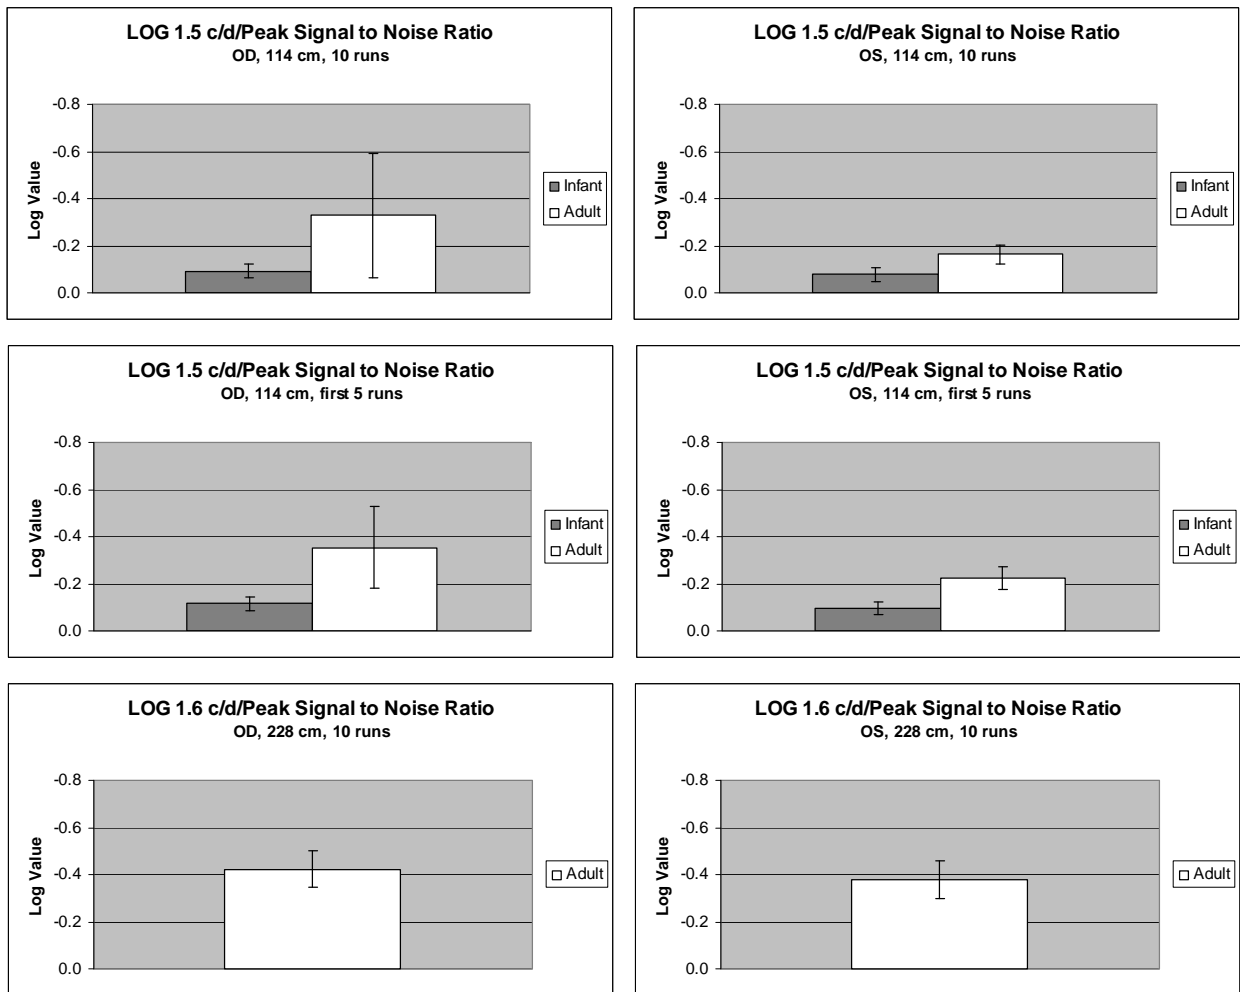 LOG 1.5 c/d/Peak Signal to Noise Ratio
OD, 114 cm, 10 runs
-0.8
-0.6
-0.4
-0.2
0.0
Log Value
Infant
Adult
LOG 1.5 c/d/Peak Signal to Noise Ratio
OS, 114 cm, 10 runs
-0.8
-0.6
-0.4
-0.2
0.0
Log Value
Infant
Adult
LOG 1.5 c/d/Peak Signal to Noise Ratio
OD, 114 cm, first 5 runs
-0.8
-0.6
-0.4
-0.2
0.0
Log Value
Infant
Adult
LOG 1.5 c/d/Peak Signal to Noise Ratio
OS, 114 cm, first 5 runs
-0.8
-0.6
-0.4
-0.2
0.0
Log Value
Infant
Adult
LOG 1.6 c/d/Peak Signal to Noise Ratio
OD, 228 cm, 10 runs
-0.8
-0.6
-0.4
-0.2
0.0
Log Value
Adult
LOG 1.6 c/d/Peak Signal to Noise Ratio
OS, 228 cm, 10 runs
-0.8
-0.6
-0.4
-0.2
0.0
Log Value
Adult